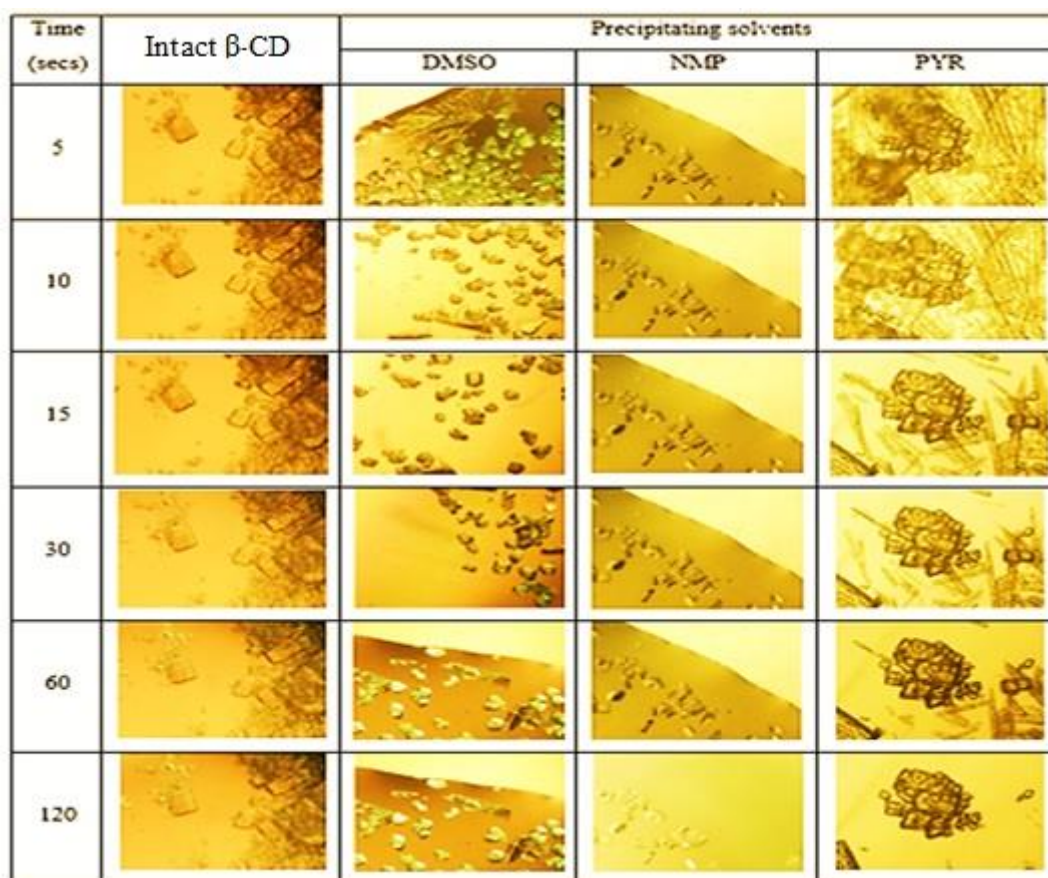 Time
(secs)
Intact β-CD
Precipitating solvents
DMSO
NMP
PYR
5
10
15
30
60
120